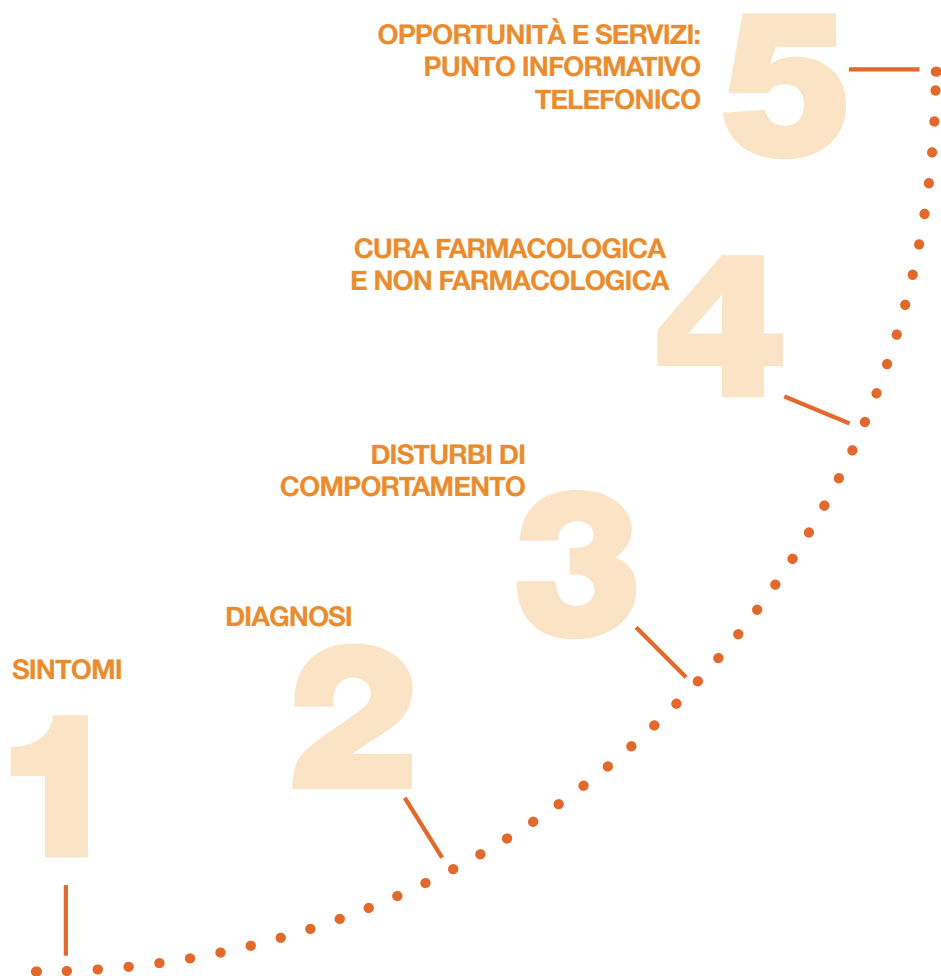 OPPORTUNITÀ E SERVIZI:
PUNTO INFORMATIVO
TELEFONICO
5
CURA FARMACOLOGICA
E NON FARMACOLOGICA
4
DISTURBI DI
COMPORTAMENTO
3
DIAGNOSI
2
SINTOMI
1